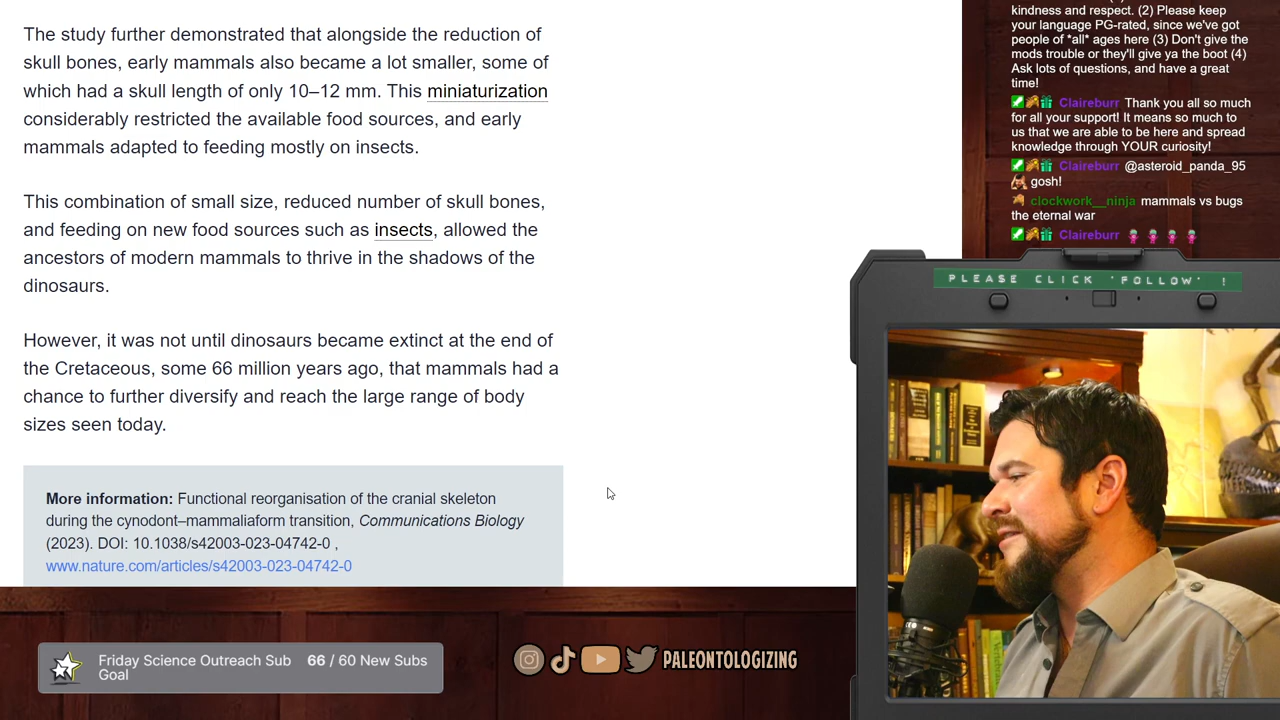 The study further demonstrated that alongside the reduction of
skull bones, early mammals also became a lot smaller, some of
which had a skull length of only 10–12 mm. This miniaturization
considerably restricted the available food sources, and early
mammals adapted to feeding mostly on insects.
This combination of small size, reduced number of skull bones,
and feeding on new food sources such as insects, allowed the
ancestors of modern mammals to thrive in the shadows of the
dinosaurs.
However, it was not until dinosaurs became extinct at the end of
the Cretaceous, some 66 million years ago, that mammals had a
chance to further diversify and reach the large range of body
sizes seen today.
More information: Functional reorganisation of the cranial skeleton
during the cynodont–mammaliaform transition, Communications Biology
(2023). DOI: 10.1038/s42003-023-04742-0 ,
www.nature.com/articles/s42003-023-04742-0
kindness and respect. (2) Please keep
your language PG-rated, since we've got
people of *all* ages here (3) Don't give the
mods trouble or they'll give ya the boot (4)
Ask lots of questions, and have a great
time!
Claireburr Thank you all so much
for all your support! It means so much to
us that we are able to be here and spread
knowledge through YOUR curiosity!
Claireburr @asteroid_panda_95
gosh!
clockwork__ninja mammals vs bugs
the eternal war
Claireburr
PLEASE CLICK 'FOLLOW' !
Friday Science Outreach Sub 66 / 60 New Subs
Goal
PALEONTOLOGIZING